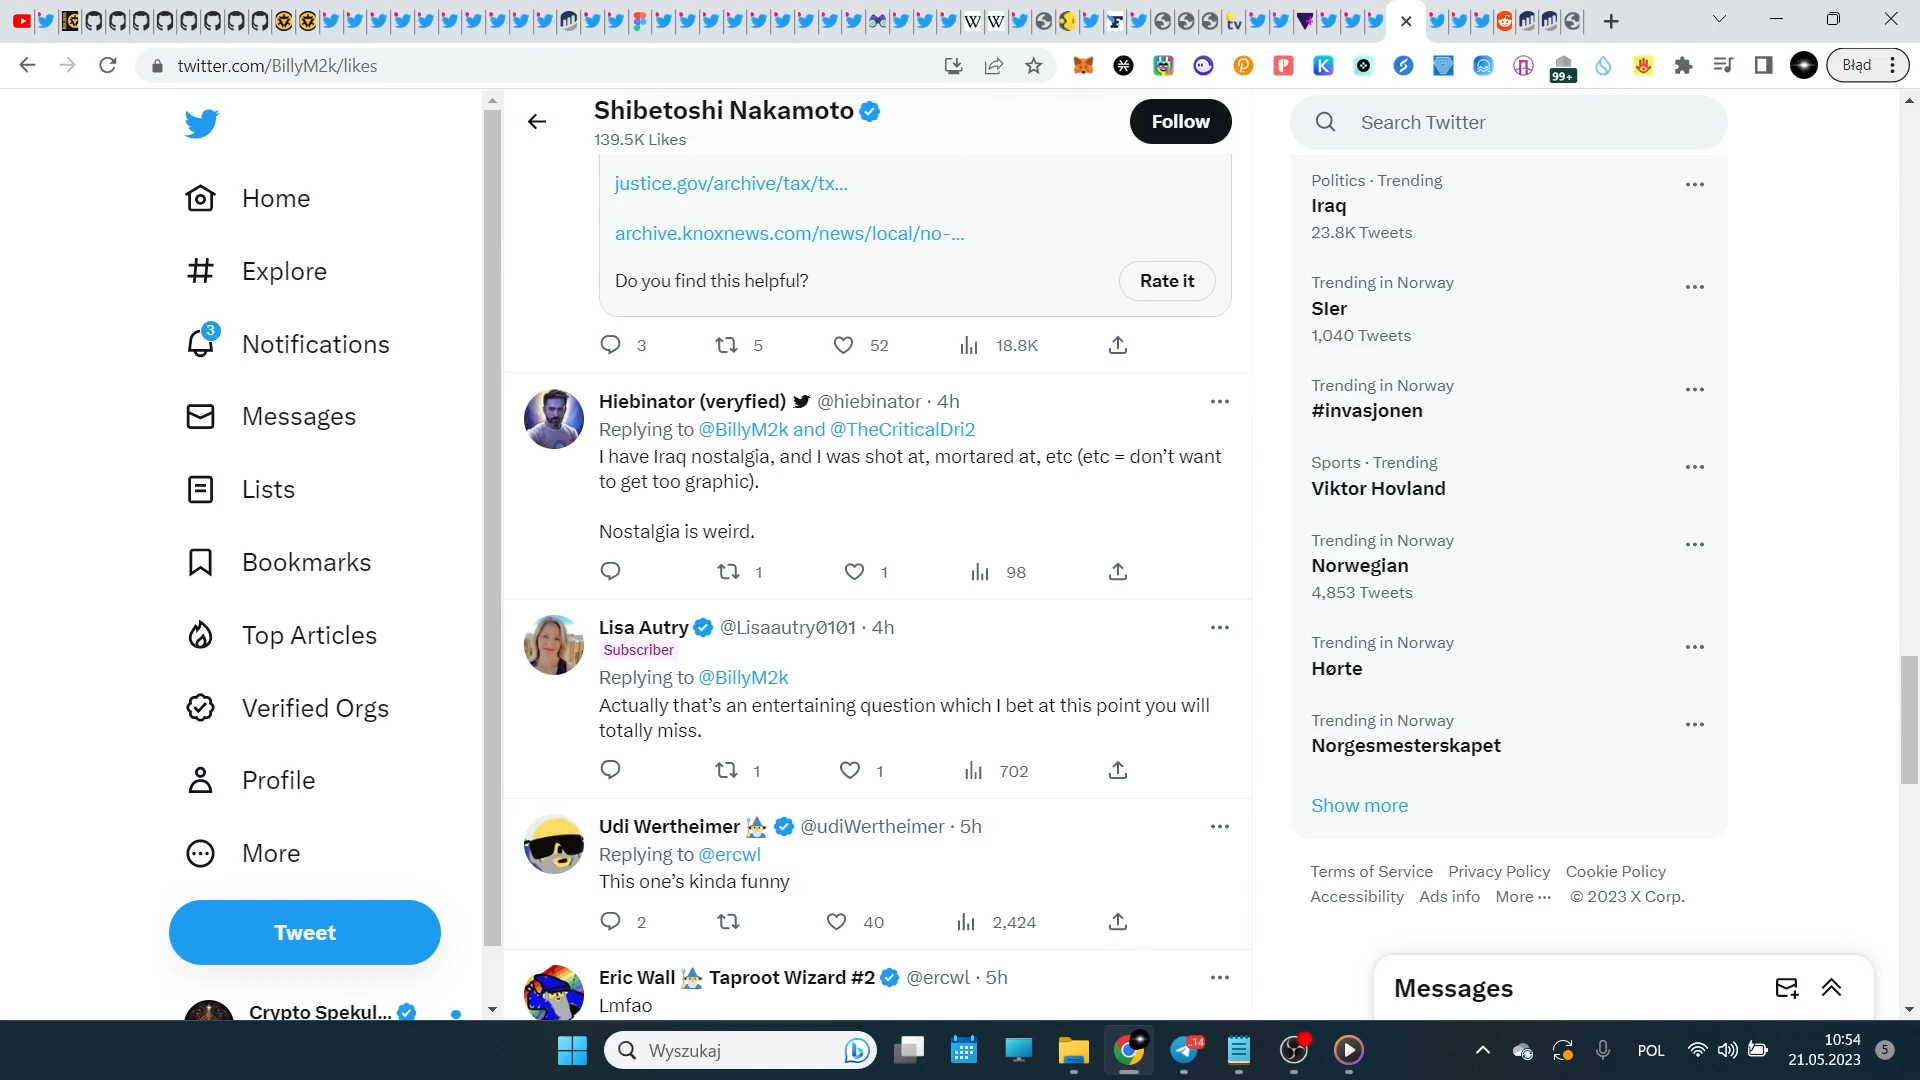 twitter.com/BillyM2k/likes
99+
Błąd
Shibetoshi Nakamoto
139.5K Likes
Follow
Search Twitter
Home
Explore
3
Notifications
Messages
Lists
Bookmarks
Top Articles
Verified Orgs
Profile
More
Tweet
Crypto Spekul...
justice.gov/archive/tax/tx...
archive.knoxnews.com/news/local/no-...
Do you find this helpful?
Rate it
3 5 52 18.8K
Hiebinator (veryfied) @hiebinator · 4h
Replying to @BillyM2k and @TheCriticalDri2
I have Iraq nostalgia, and I was shot at, mortared at, etc (etc = don’t want
to get too graphic).
Nostalgia is weird.
1 1 98
Lisa Autry @Lisaautry0101 · 4h
Subscriber
Replying to @BillyM2k
Actually that’s an entertaining question which I bet at this point you will
totally miss.
1 1 702
Udi Wertheimer @udiWertheimer · 5h
Replying to @ercwl
This one’s kinda funny
2 40 2,424
Eric Wall Taproot Wizard #2 @ercwl · 5h
Lmfao
Politics · Trending
Iraq
23.8K Tweets
Trending in Norway
Sler
1,040 Tweets
Trending in Norway
#invasjonen
Sports · Trending
Viktor Hovland
Trending in Norway
Norwegian
4,853 Tweets
Trending in Norway
Hørte
Trending in Norway
Norgesmesterskapet
Show more
Terms of Service Privacy Policy Cookie Policy
Accessibility Ads info More ··· © 2023 X Corp.
Messages
Wyszukaj
14
POL
10:54
21.05.2023
5